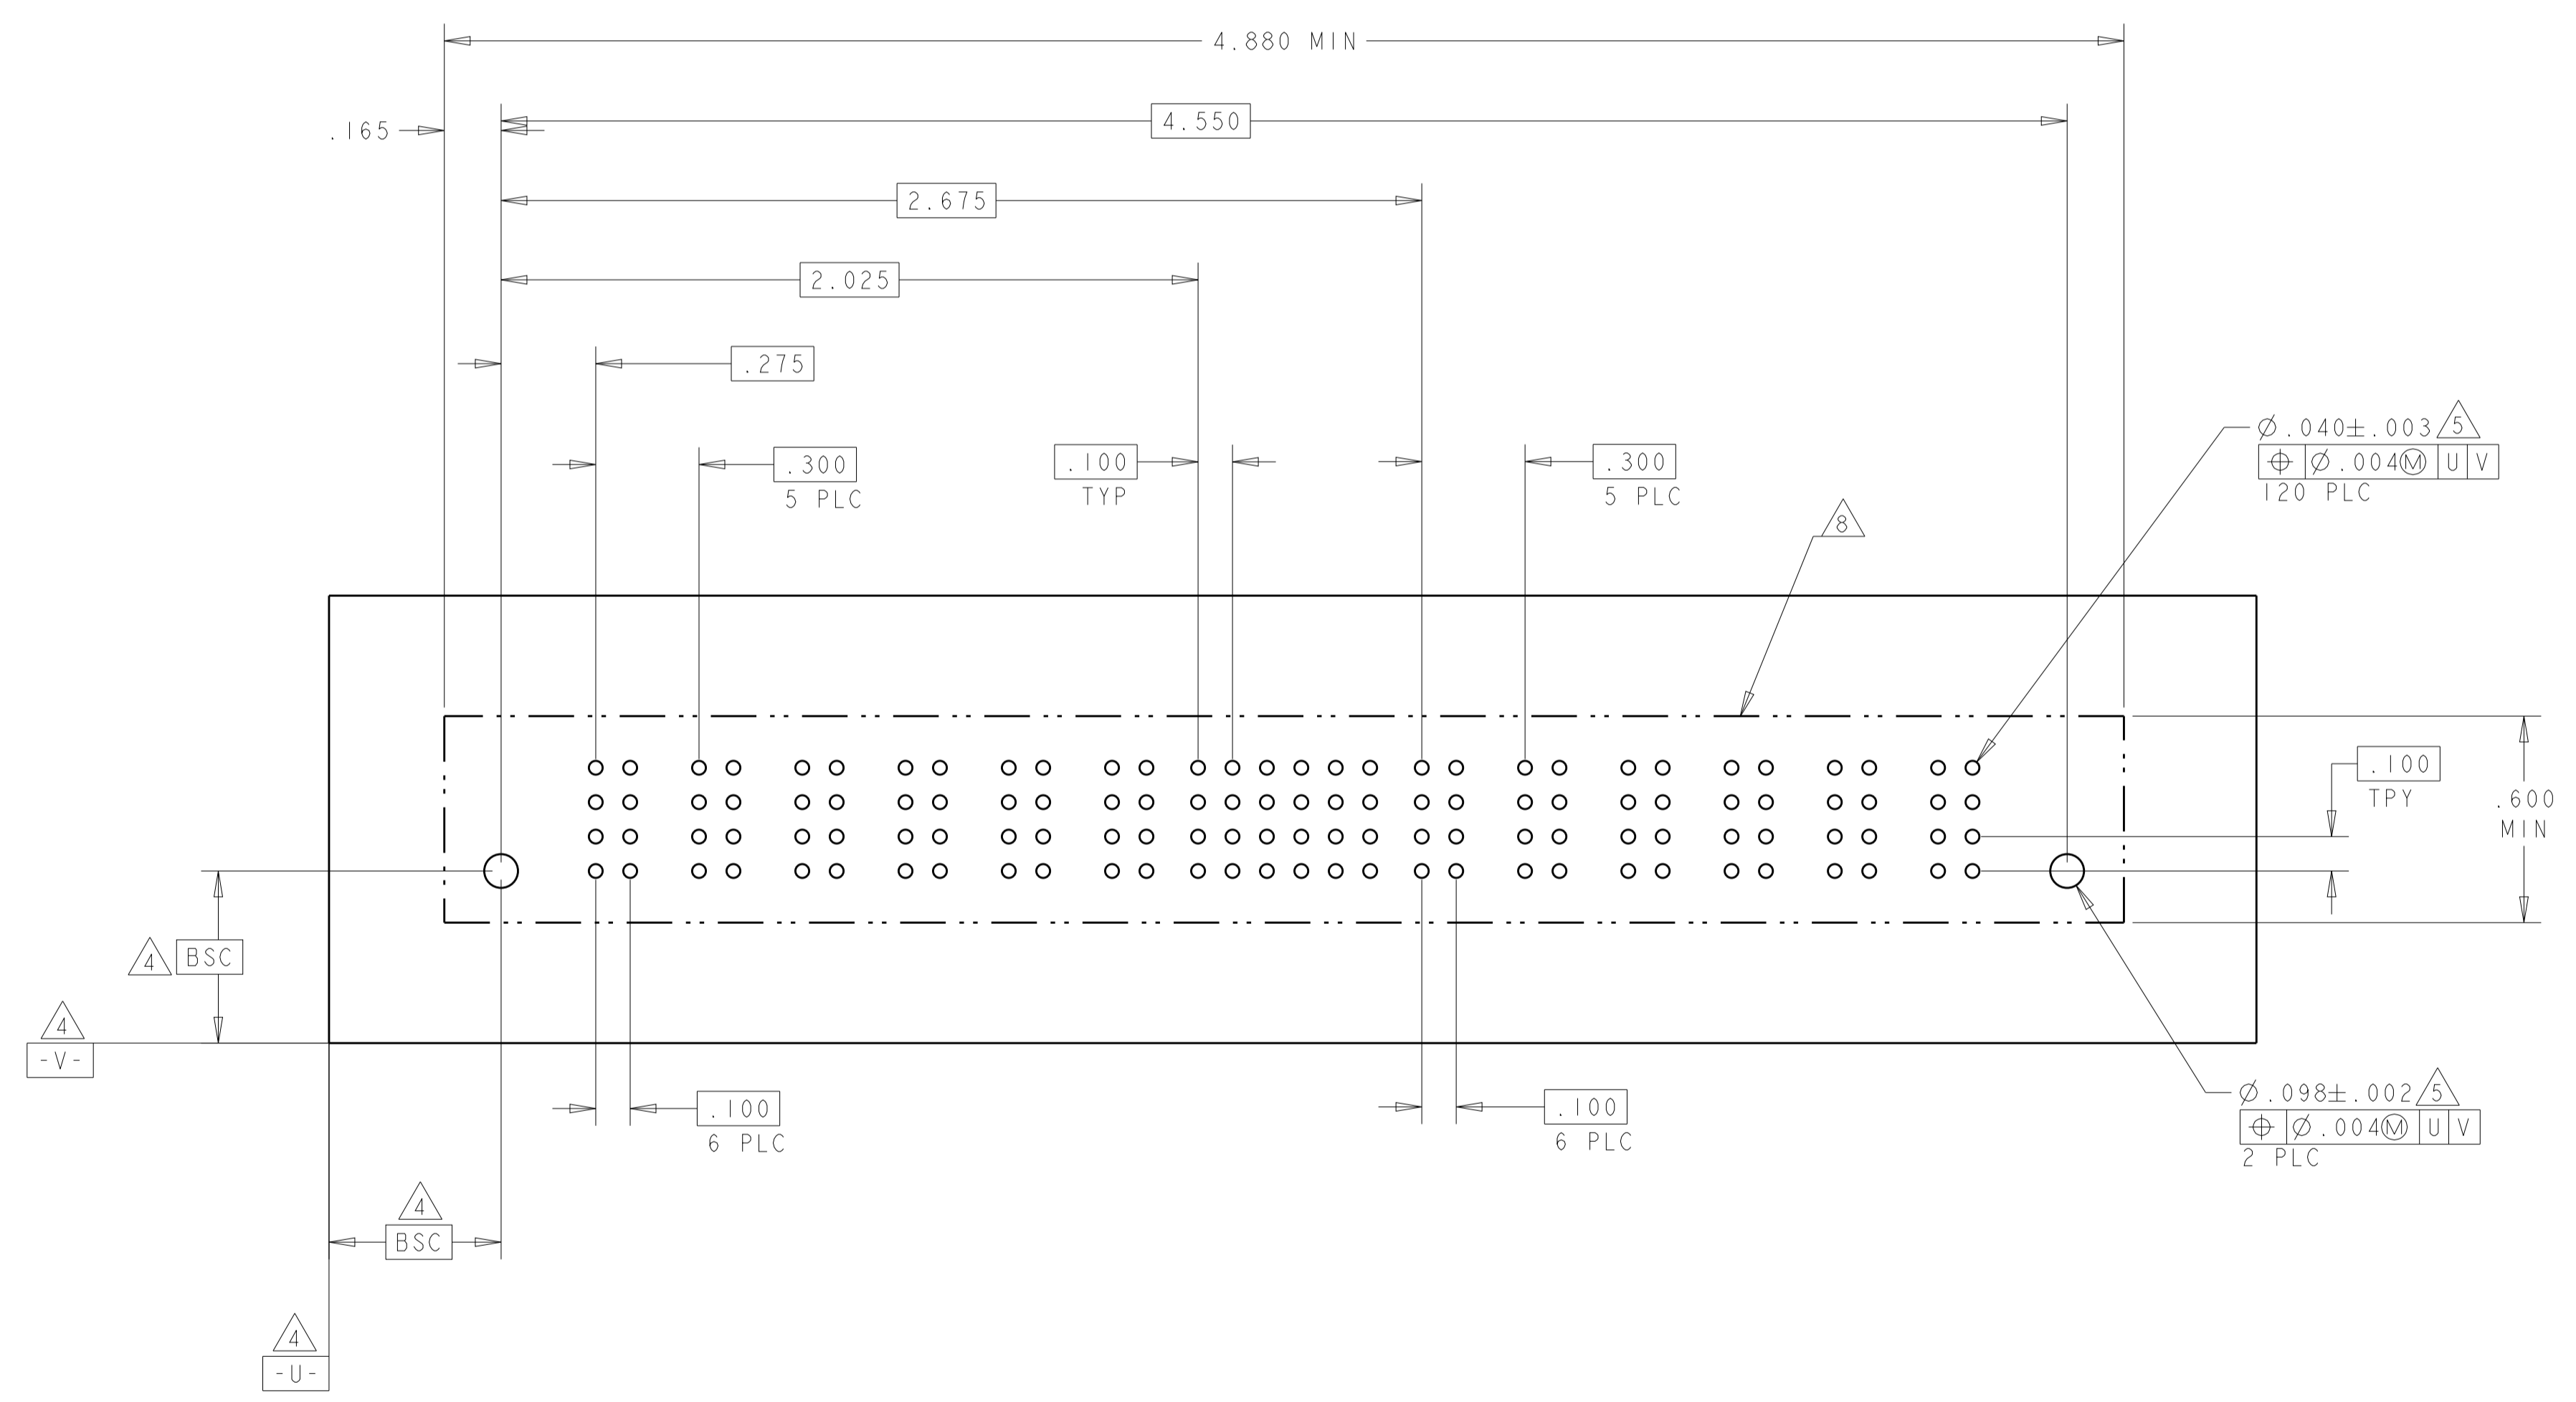 4.880 MIN
.165
4.550
2.675
2.025
.275
.300
5 PLC
.100
TYP
.300
5 PLC
Ø.040±.003 5
⌖ Ø.004Ⓜ U V
120 PLC
8
.100
TPY
.600
MIN
4 BSC
4
-V-
.100
6 PLC
.100
6 PLC
Ø.098±.002 5
⌖ Ø.004Ⓜ U V
2 PLC
4
BSC
4
-U-